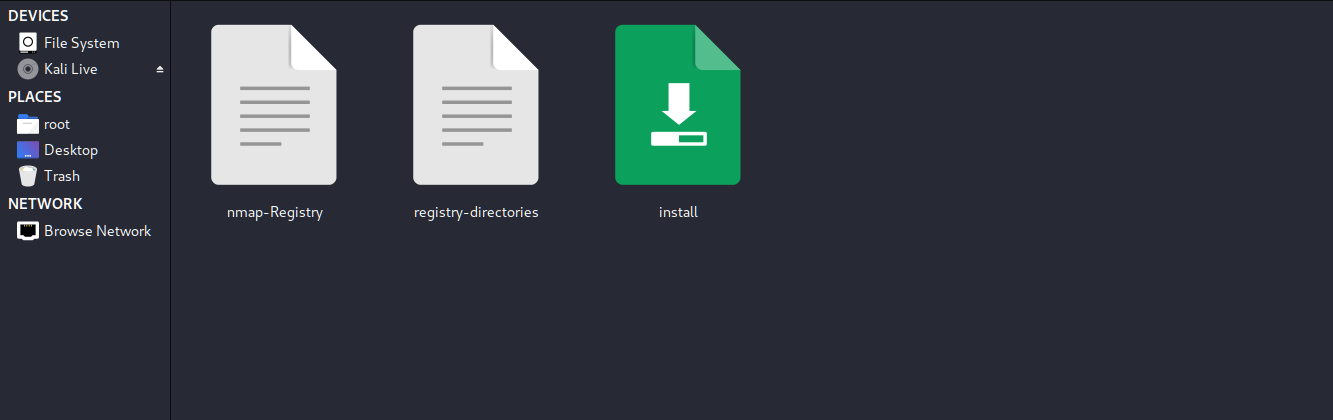 DEVICES
File System
Kali Live
PLACES
root
Desktop
Trash
NETWORK
Browse Network
nmap-Registry
registry-directories
install